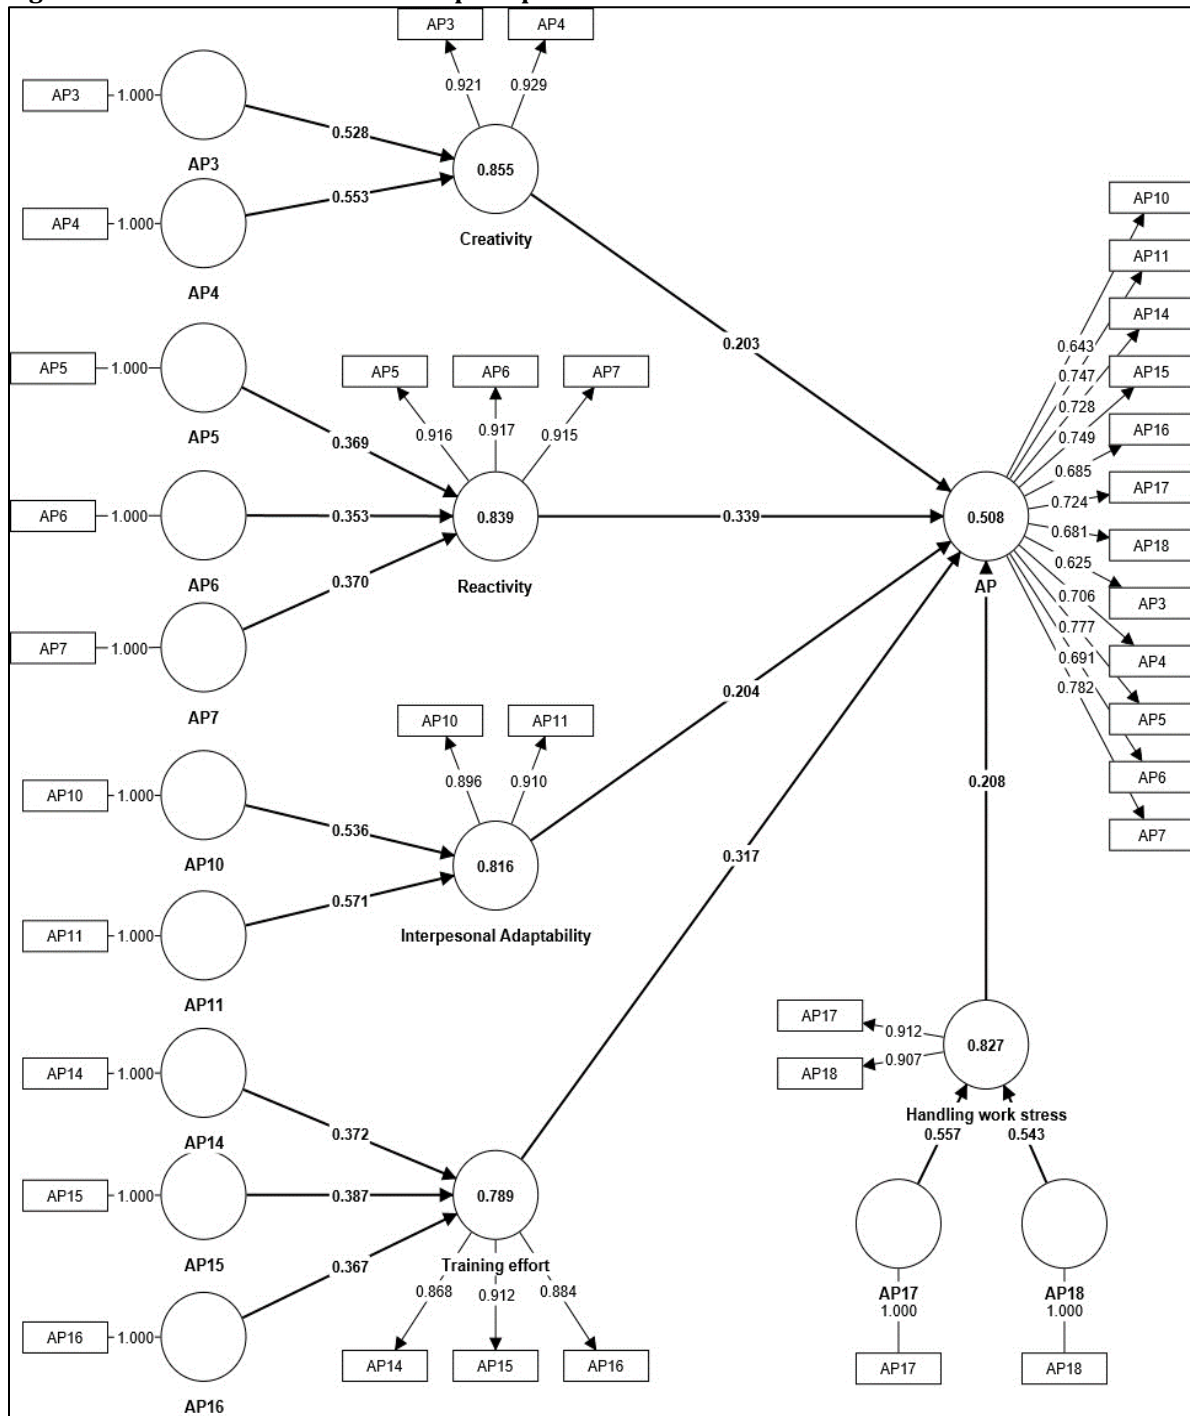 AP3 AP4
0.921 0.929
AP3 1.000
AP3
0.528
0.855
Creativity
AP4 1.000
AP4
0.553
0.203
AP5 1.000
AP5
0.369
AP5 AP6 AP7
0.916 0.917 0.915
0.839
Reactivity
0.339
AP6 1.000
AP6
0.353
AP7 1.000
AP7
0.370
AP10 AP11
0.896 0.910
AP10 1.000
AP10
0.536
0.816
Interpesonal Adaptability
0.204
AP11 1.000
AP11
0.571
AP14 1.000
AP14
0.372
0.317
AP15 1.000
AP15
0.387
0.789
Training effort
0.868 0.912 0.884
AP14 AP15 AP16
AP16 1.000
AP16
0.367
0.508
AP
0.643
0.747
0.728
0.749
0.685
0.724
0.681
0.625
0.706
0.777
0.691
0.782
AP10
AP11
AP14
AP15
AP16
AP17
AP18
AP3
AP4
AP5
AP6
AP7
0.208
AP17 0.912
AP18 0.907
0.827
Handling work stress
0.557 0.543
AP17 AP18
1.000 1.000
AP17 AP18